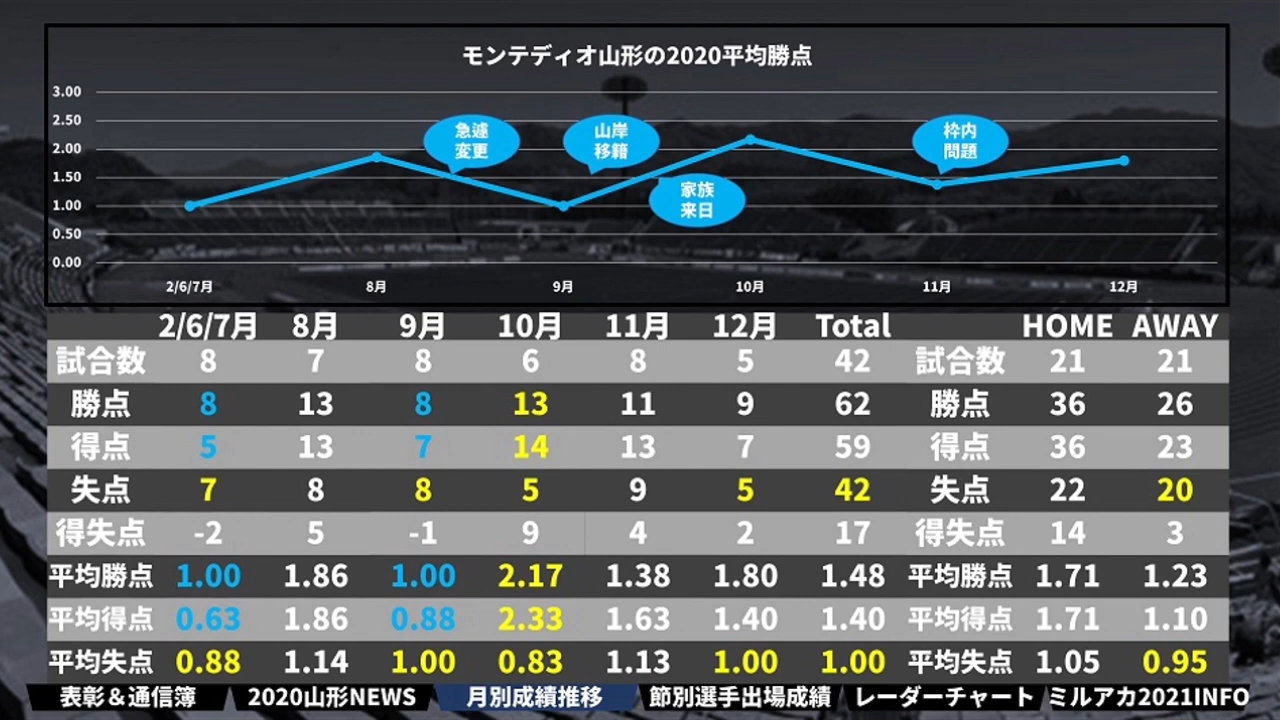 モンテディオ山形の2020平均勝点
3.00
2.50
2.00
1.50
1.00
0.50
0.00
急遽
変更
山岸
移籍
家族
来日
枠内
問題
2/6/7月 8月 9月 10月 11月 12月
2/6/7月 8月 9月 10月 11月 12月 Total HOME AWAY
試合数 8 7 8 6 8 5 42 試合数 21 21
勝点 8 13 8 13 11 9 62 勝点 36 26
得点 5 13 7 14 13 7 59 得点 36 23
失点 7 8 8 5 9 5 42 失点 22 20
得失点 -2 5 -1 9 4 2 17 得失点 14 3
平均勝点 1.00 1.86 1.00 2.17 1.38 1.80 1.48 平均勝点 1.71 1.23
平均得点 0.63 1.86 0.88 2.33 1.63 1.40 1.40 平均得点 1.71 1.10
平均失点 0.88 1.14 1.00 0.83 1.13 1.00 1.00 平均失点 1.05 0.95
表彰＆通信簿 2020山形NEWS 月別成績推移 節別選手出場成績 レーダーチャート ミルアカ2021INFO